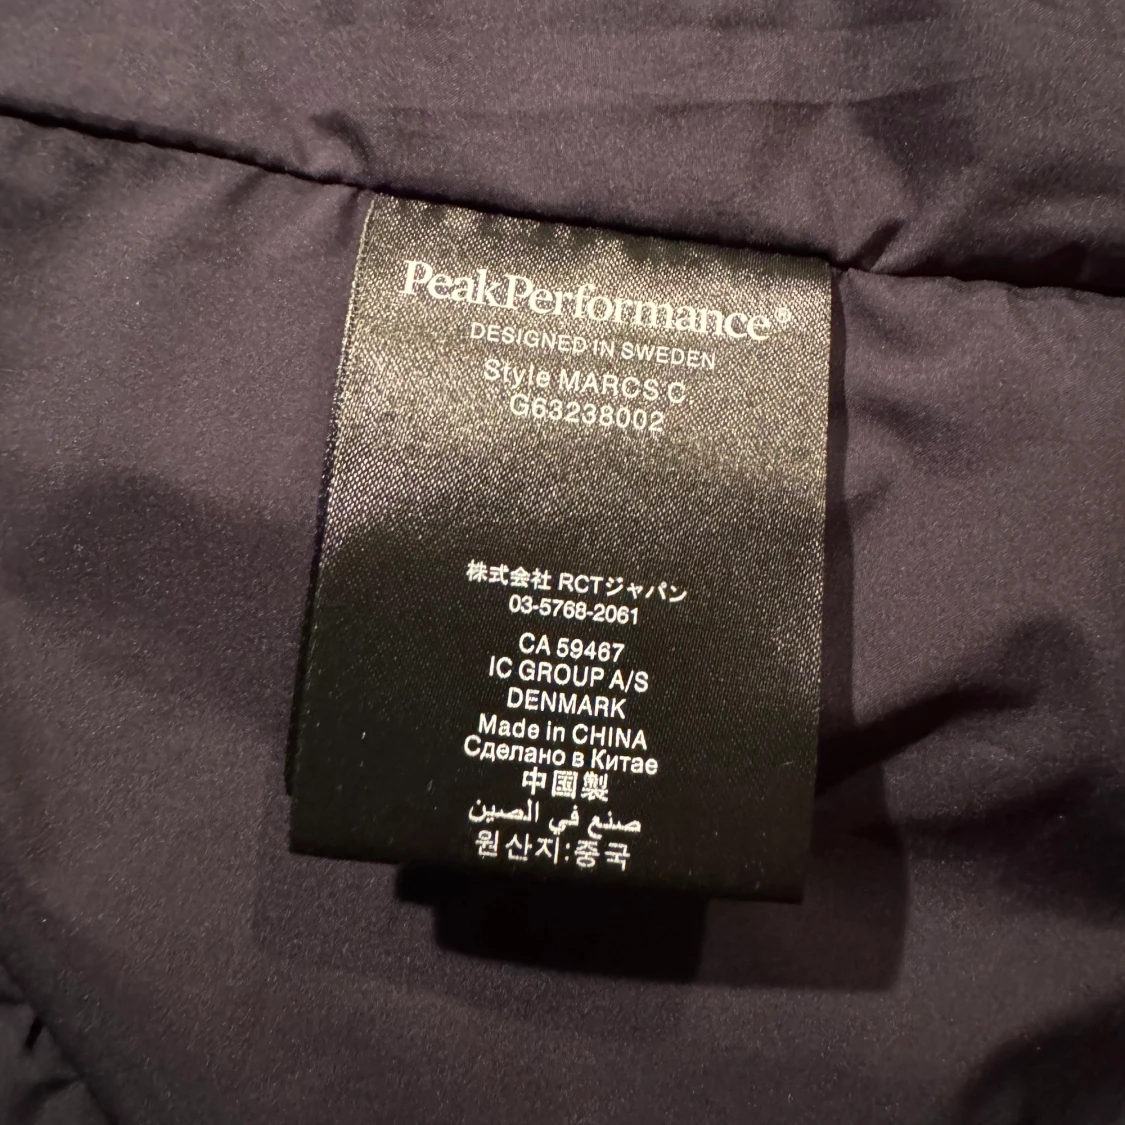 PeakPerformance®
DESIGNED IN SWEDEN
Style MARCS C.
G63238002
株式会社 RCTジャパン
03-5768-2061
CA 59467
IC GROUP A/S
DENMARK
Made in CHINA
Сделано в Китае
中国製
صنع في الصين
원산지:중국